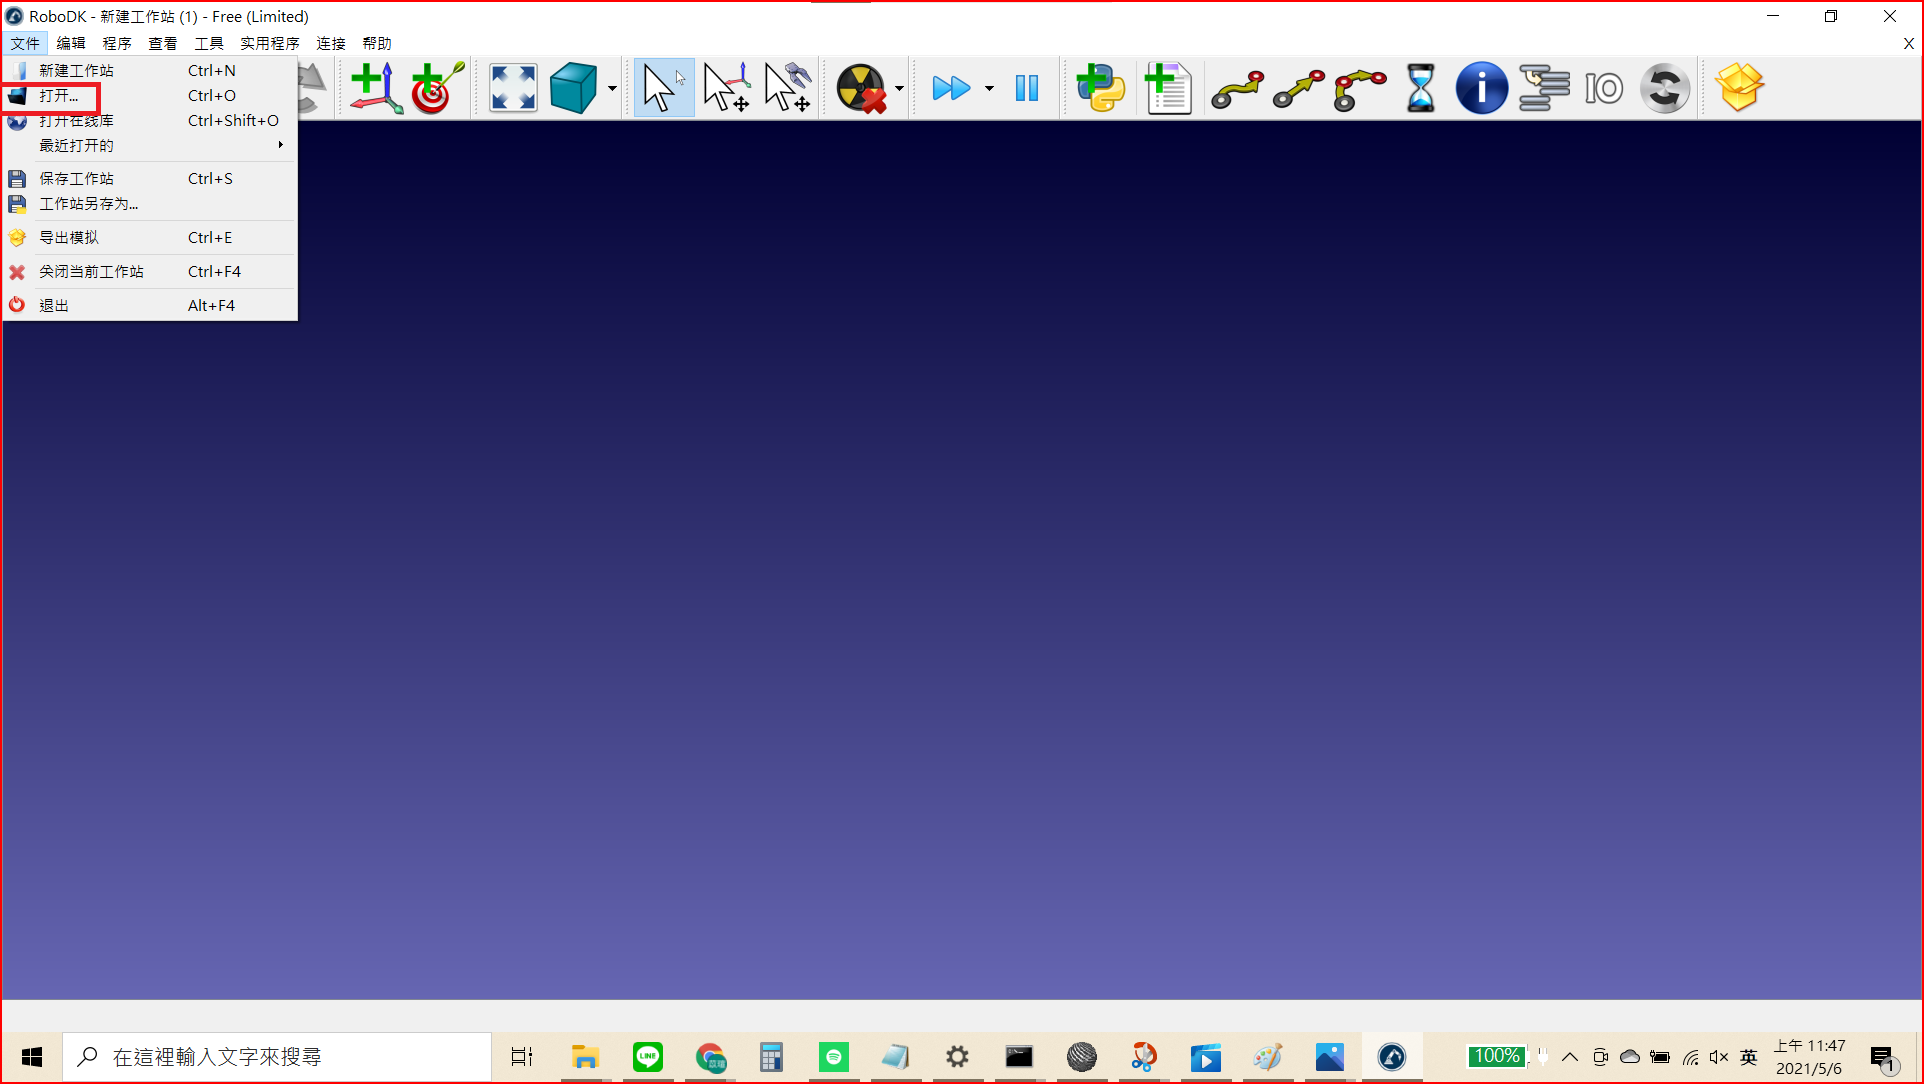 RoboDK - 新建工作站 (1) - Free (Limited)
文件 编辑 程序 查看 工具 实用程序 连接 帮助 X
新建工作站 Ctrl+N
打开... Ctrl+O
打开在线库 Ctrl+Shift+O
最近打开的
保存工作站 Ctrl+S
工作站另存为...
导出模拟 Ctrl+E
关闭当前工作站 Ctrl+F4
退出 Alt+F4
IO
在這裡輸入文字來搜尋
LINE
100%
英
上午 11:47
2021/5/6
1